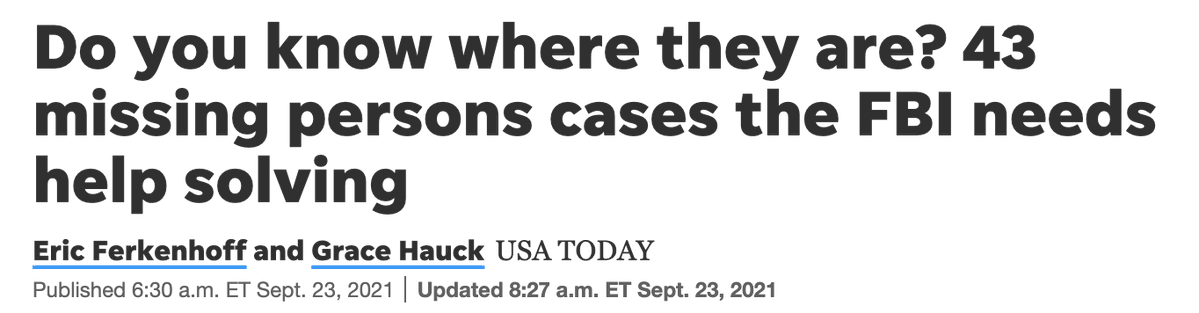 Do you know where they are? 43
missing persons cases the FBI needs
help solving
Eric Ferkenhoff and Grace Hauck USA TODAY
Published 6:30 a.m. ET Sept. 23, 2021 | Updated 8:27 a.m. ET Sept. 23, 2021